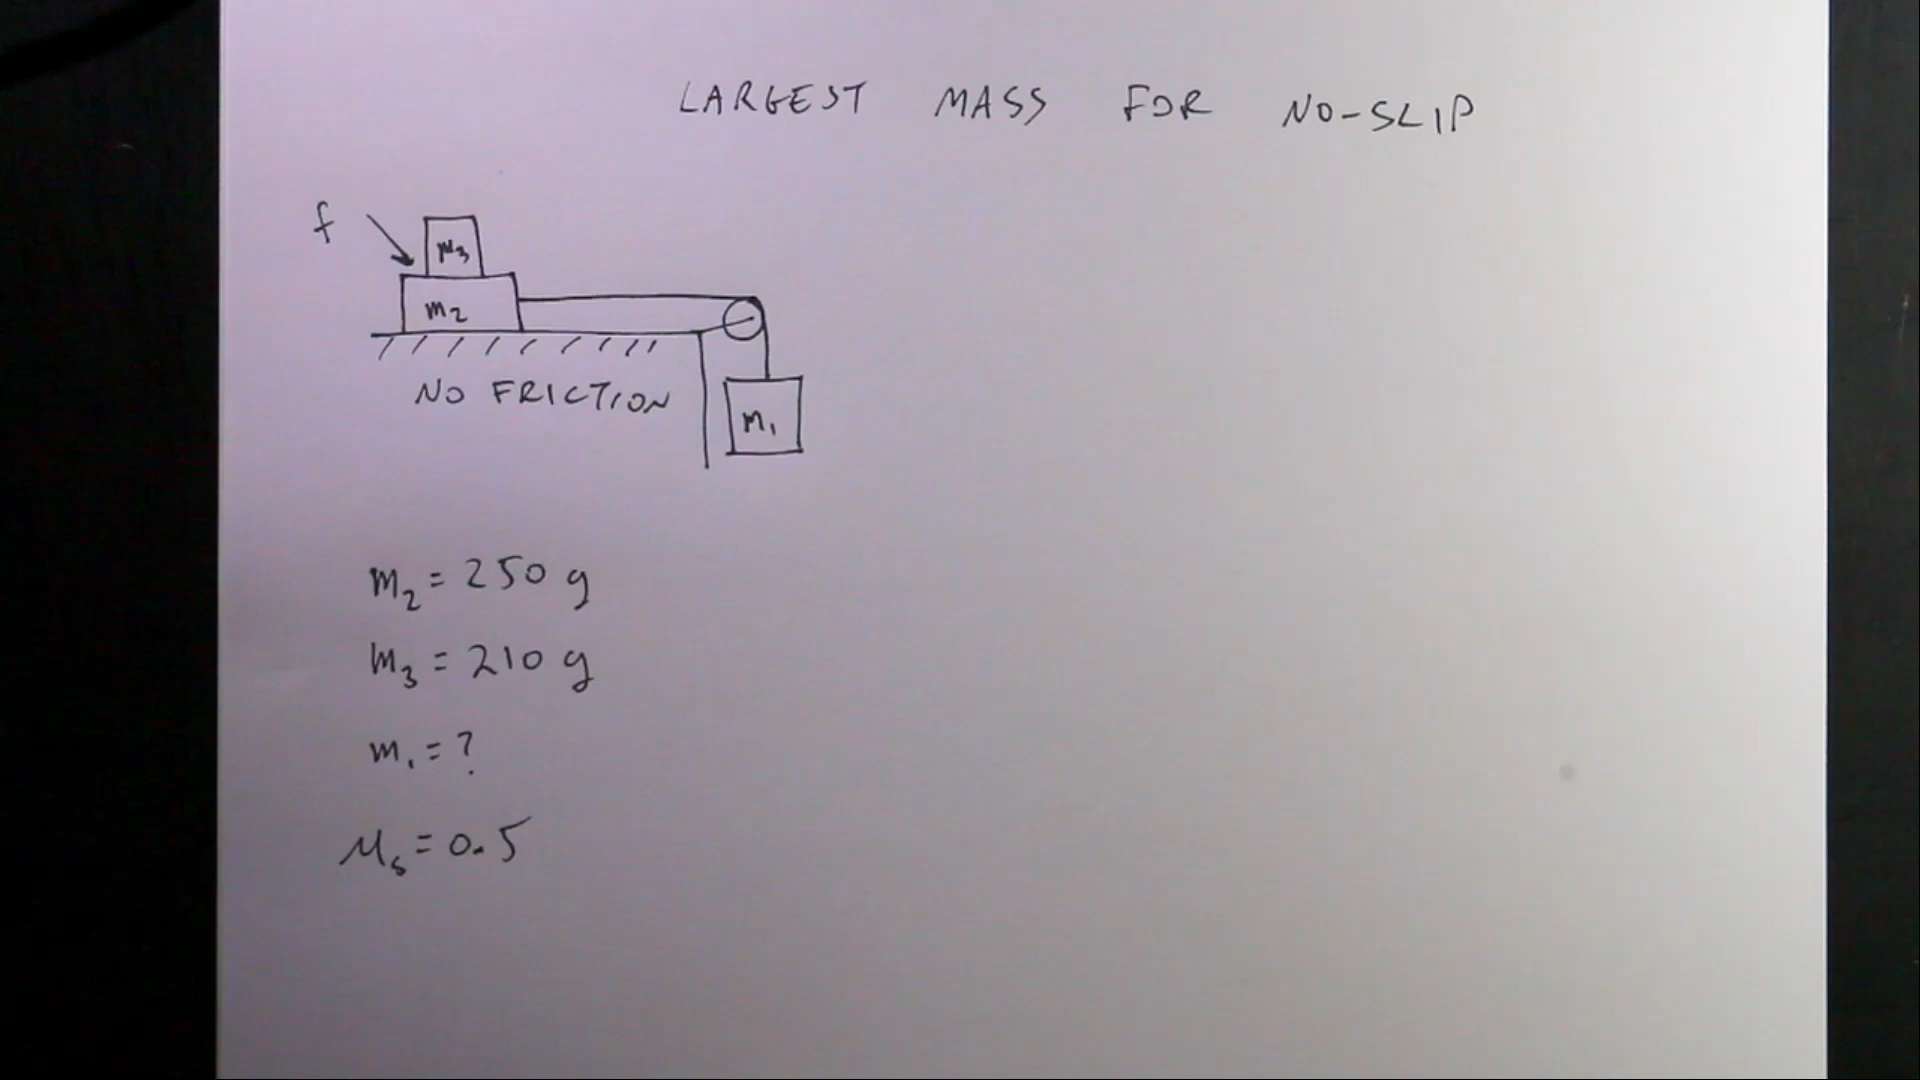 LARGEST MASS FOR NO-SLIP
f
m₃
m₂
NO FRICTION
m₁
m₂ = 250 g
m₃ = 210 g
m₁ = ?
μₛ = 0.5